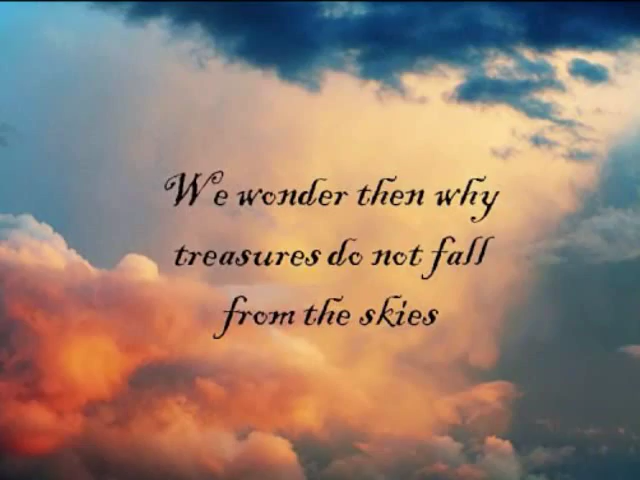 We wonder then why
treasures do not fall
from the skies